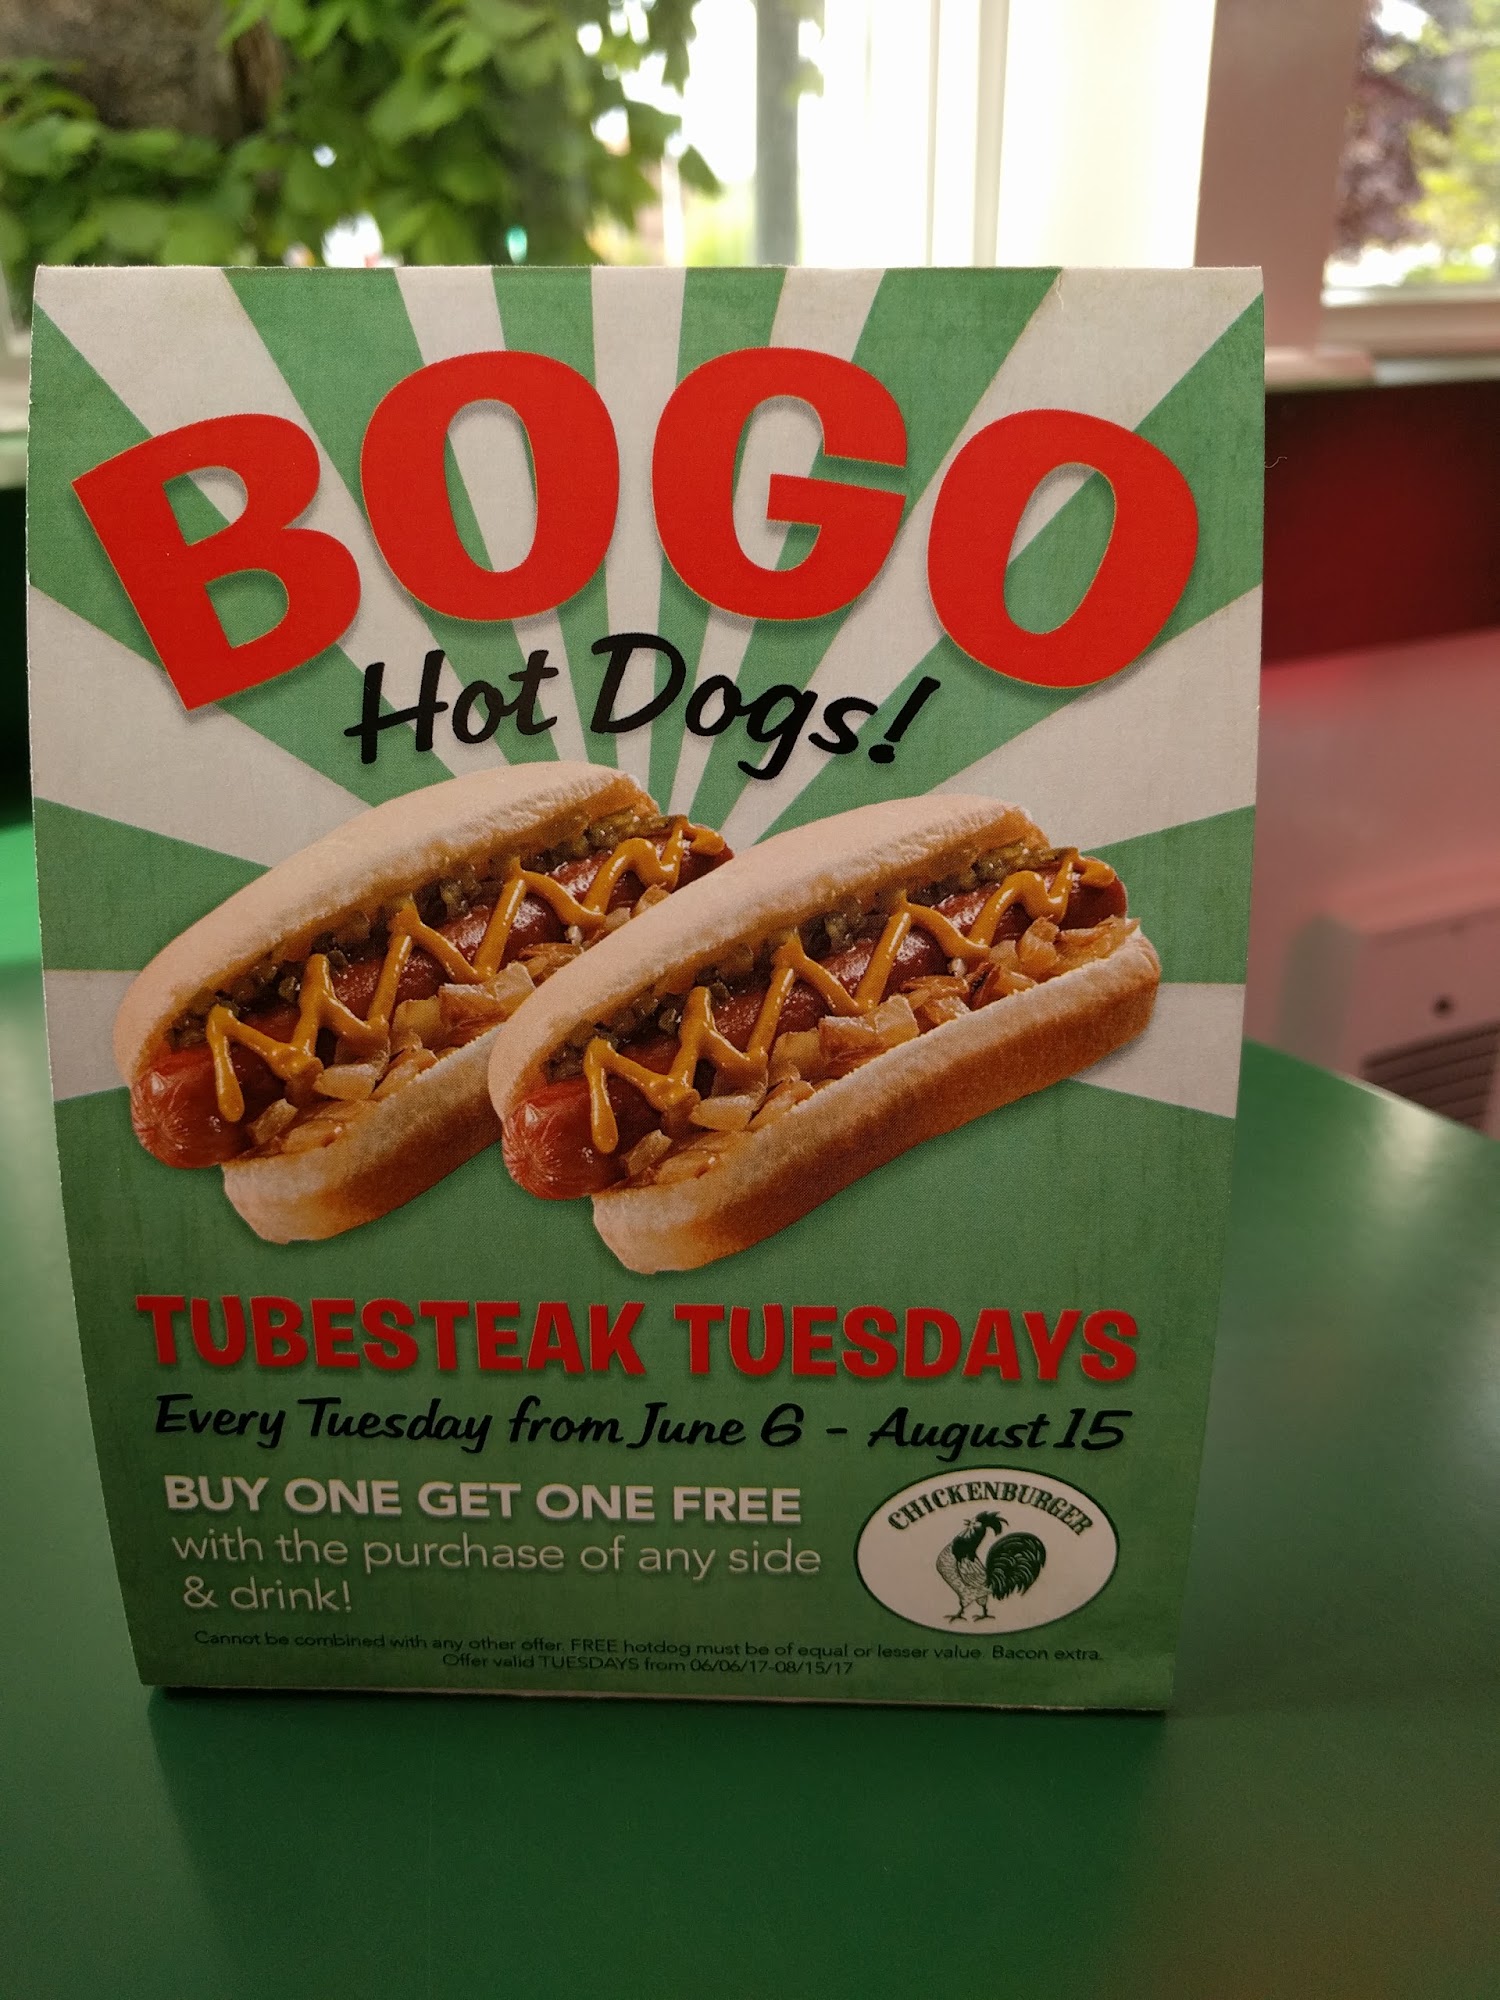 BOGO
Hot Dogs!
TUBESTEAK TUESDAYS
Every Tuesday from June 6 - August 15
BUY ONE GET ONE FREE
with the purchase of any side
& drink!
CHICKENBURGER
Cannot be combined with any other offer. FREE hotdog must be of equal or lesser value. Bacon extra.
Offer valid TUESDAYS from 06/06/17-08/15/17